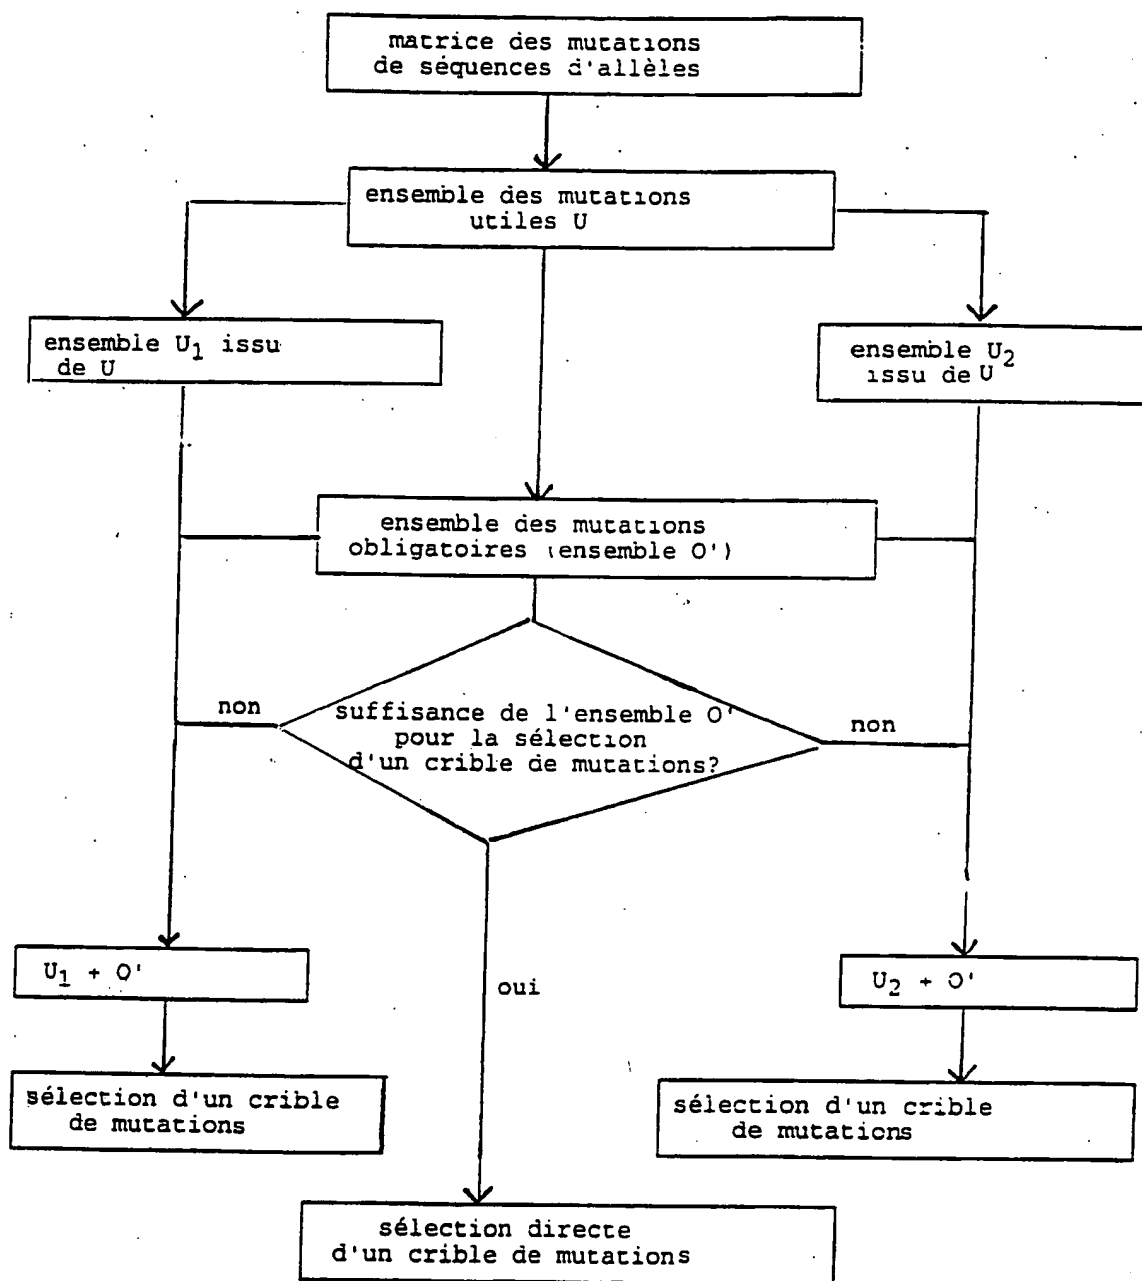 matrice des mutations
de séquences d'allèles
ensemble des mutations
utiles U
ensemble U1 issu
de U
ensemble U2
issu de U
ensemble des mutations
obligatoires (ensemble O')
non
suffisance de l'ensemble O'
pour la sélection
d'un crible de mutations?
non
U1 + O'
oui
U2 + O'
sélection d'un crible
de mutations
sélection d'un crible
de mutations
sélection directe
d'un crible de mutations